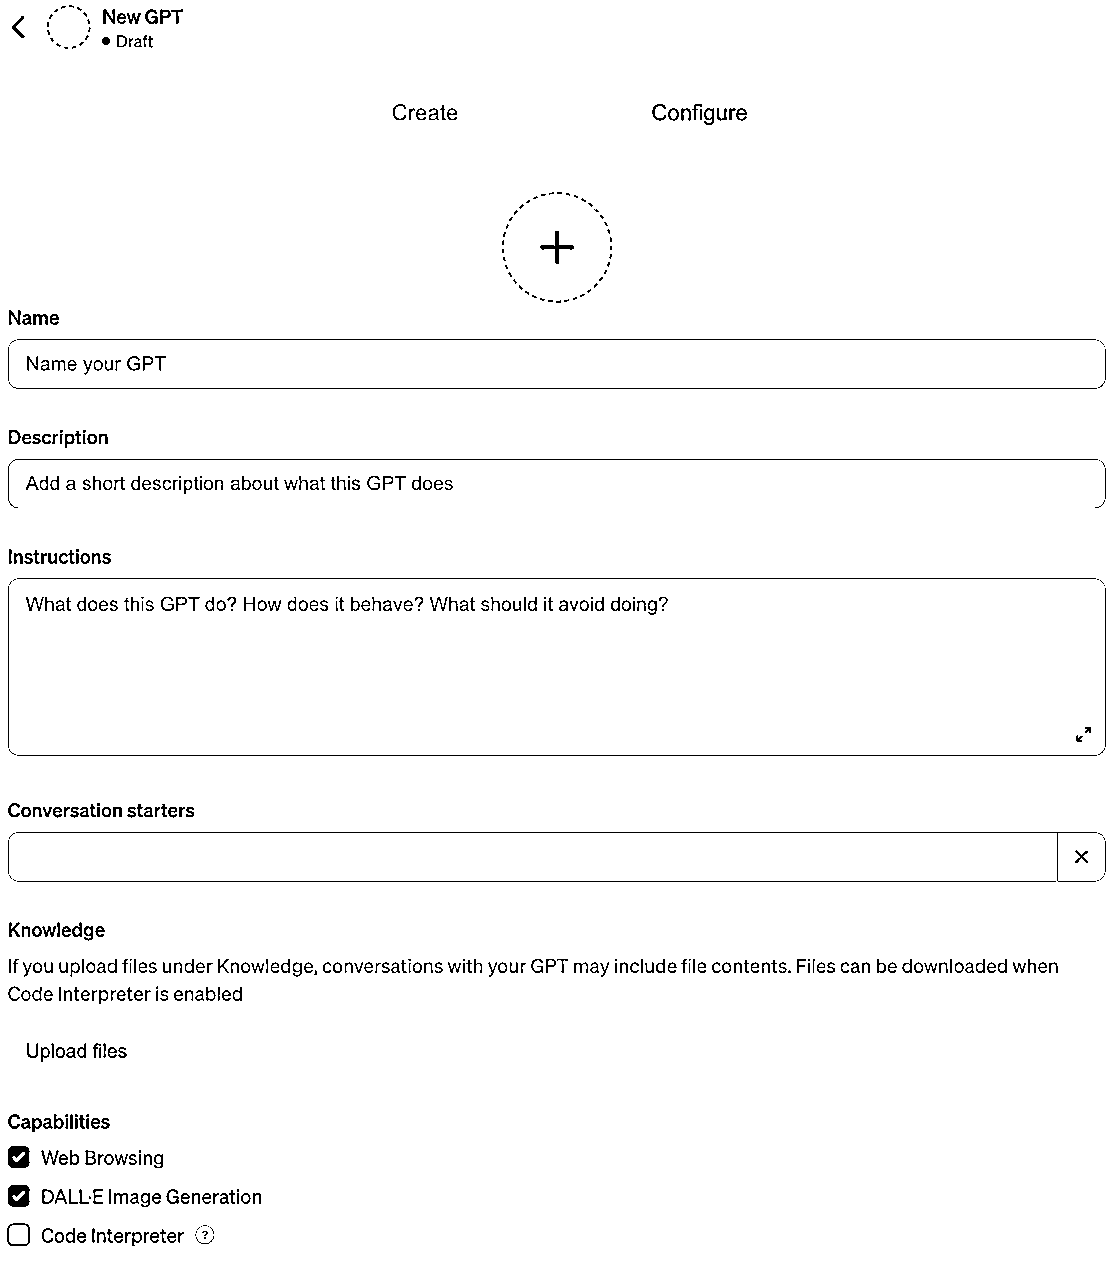 New GPT
• Draft
Create
Configure
Name
Name your GPT
Description
Add a short description about what this GPT does
Instructions
What does this GPT do? How does it behave? What should it avoid doing?
Conversation starters
Knowledge
If you upload files under Knowledge, conversations with your GPT may include file contents. Files can be downloaded when
Code Interpreter is enabled
Upload files
Capabilities
Web Browsing
DALL·E Image Generation
Code Interpreter ?